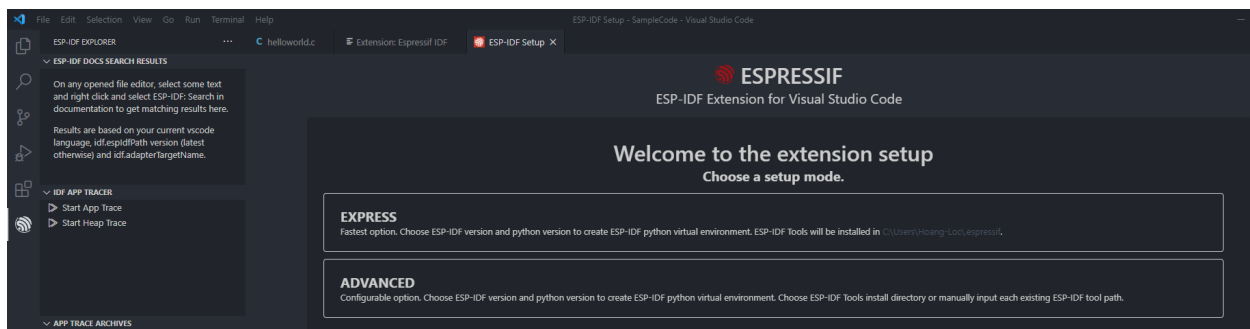 File Edit Selection View Go Run Terminal Help
ESP-IDF Setup - SampleCode - Visual Studio Code
ESP-IDF EXPLORER
helloworld.c
Extension: Espressif IDF
ESP-IDF Setup
ESP-IDF DOCS SEARCH RESULTS
On any opened file editor, select some text
and right click and select ESP-IDF: Search in
documentation to get matching results here.
Results are based on your current vscode
language, idf.espIdfPath version (latest
otherwise) and idf.adapterTargetName.
IDF APP TRACER
Start App Trace
Start Heap Trace
APP TRACE ARCHIVES
ESPRESSIF
ESP-IDF Extension for Visual Studio Code
Welcome to the extension setup
Choose a setup mode.
EXPRESS
Fastest option. Choose ESP-IDF version and python version to create ESP-IDF python virtual environment. ESP-IDF Tools will be installed in C:\Users\Hoang-Loc\.espressif.
ADVANCED
Configurable option. Choose ESP-IDF version and python version to create ESP-IDF python virtual environment. Choose ESP-IDF Tools install directory or manually input each existing ESP-IDF tool path.